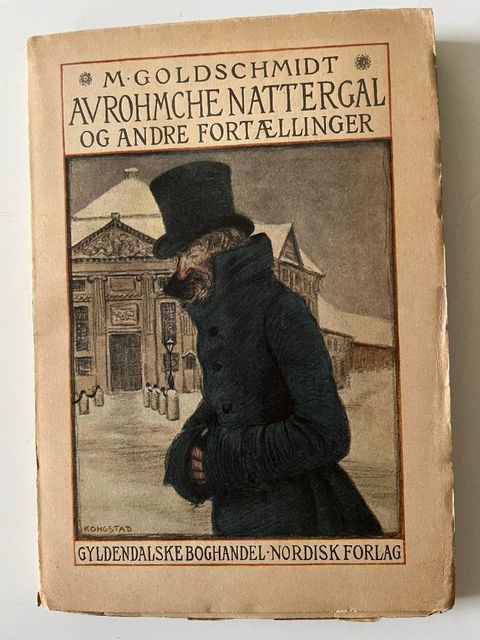 M·GOLDSCHMIDT
AVROHMCHE NATTERGAL
OG ANDRE FORTÆLLINGER
KONGSTAD
GYLDENDALSKE BOGHANDEL·NORDISK FORLAG